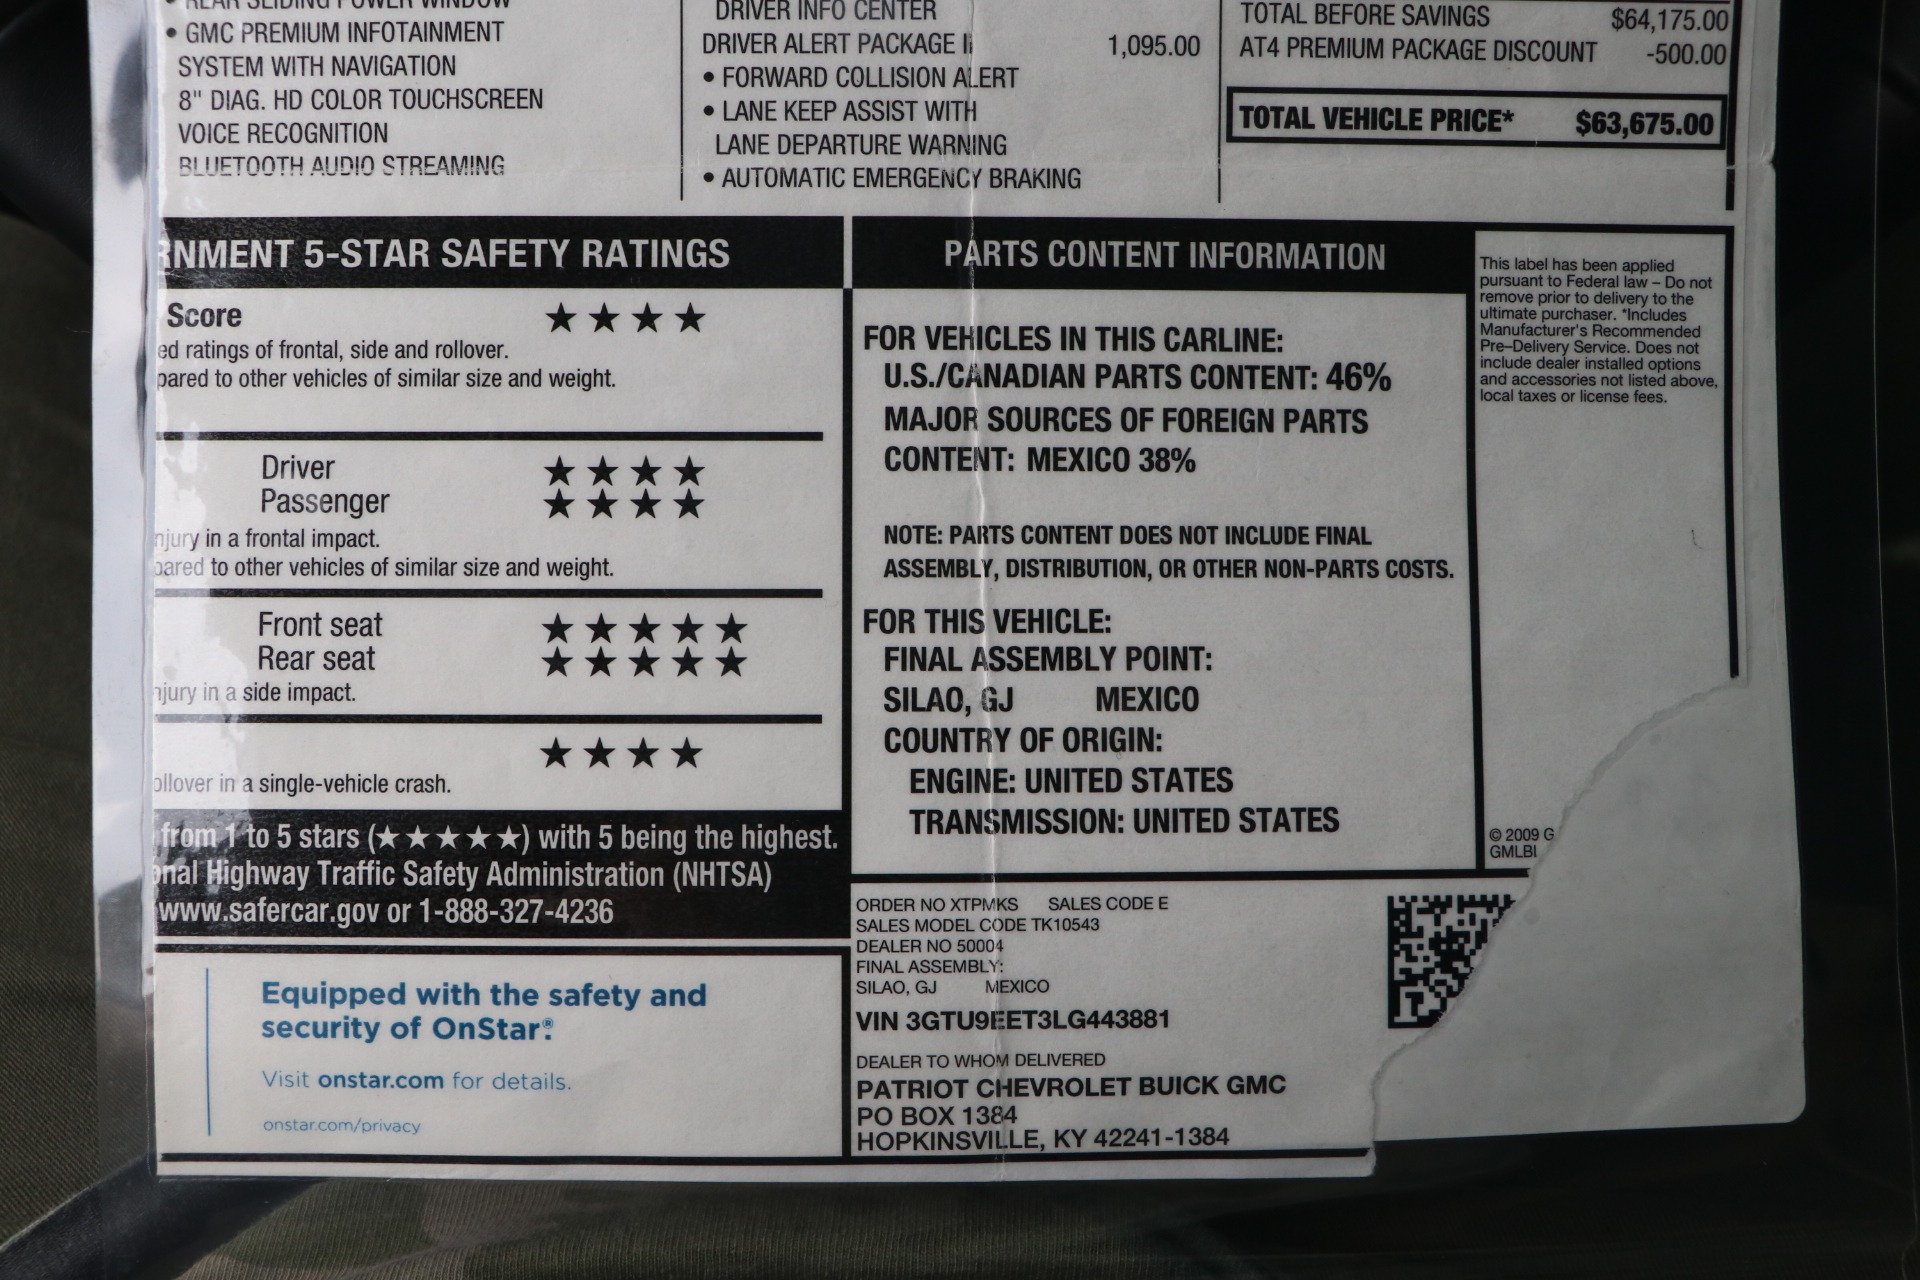 • REAR SLIDING POWER WINDOW
• GMC PREMIUM INFOTAINMENT
SYSTEM WITH NAVIGATION
8" DIAG. HD COLOR TOUCHSCREEN
VOICE RECOGNITION
BLUETOOTH AUDIO STREAMING
DRIVER INFO CENTER
DRIVER ALERT PACKAGE II 1,095.00
• FORWARD COLLISION ALERT
• LANE KEEP ASSIST WITH
LANE DEPARTURE WARNING
• AUTOMATIC EMERGENCY BRAKING
TOTAL BEFORE SAVINGS $64,175.00
AT4 PREMIUM PACKAGE DISCOUNT -500.00
TOTAL VEHICLE PRICE* $63,675.00
RNMENT 5-STAR SAFETY RATINGS
Score ★★★★
ed ratings of frontal, side and rollover.
pared to other vehicles of similar size and weight.
Driver ★★★★
Passenger ★★★★
njury in a frontal impact.
pared to other vehicles of similar size and weight.
Front seat ★★★★★
Rear seat ★★★★★
njury in a side impact.
★★★★
ollover in a single-vehicle crash.
from 1 to 5 stars (★★★★★) with 5 being the highest.
onal Highway Traffic Safety Administration (NHTSA)
www.safercar.gov or 1-888-327-4236
Equipped with the safety and
security of OnStar®.
Visit onstar.com for details.
onstar.com/privacy
PARTS CONTENT INFORMATION
FOR VEHICLES IN THIS CARLINE:
U.S./CANADIAN PARTS CONTENT: 46%
MAJOR SOURCES OF FOREIGN PARTS
CONTENT: MEXICO 38%
NOTE: PARTS CONTENT DOES NOT INCLUDE FINAL
ASSEMBLY, DISTRIBUTION, OR OTHER NON-PARTS COSTS.
FOR THIS VEHICLE:
FINAL ASSEMBLY POINT:
SILAO, GJ MEXICO
COUNTRY OF ORIGIN:
ENGINE: UNITED STATES
TRANSMISSION: UNITED STATES
This label has been applied
pursuant to Federal law – Do not
remove prior to delivery to the
ultimate purchaser. *Includes
Manufacturer's Recommended
Pre–Delivery Service. Does not
include dealer installed options
and accessories not listed above,
local taxes or license fees.
© 2009 G
GMLBL
ORDER NO XTPMKS SALES CODE E
SALES MODEL CODE TK10543
DEALER NO 50004
FINAL ASSEMBLY:
SILAO, GJ MEXICO
VIN 3GTU9EET3LG443881
DEALER TO WHOM DELIVERED
PATRIOT CHEVROLET BUICK GMC
PO BOX 1384
HOPKINSVILLE, KY 42241-1384